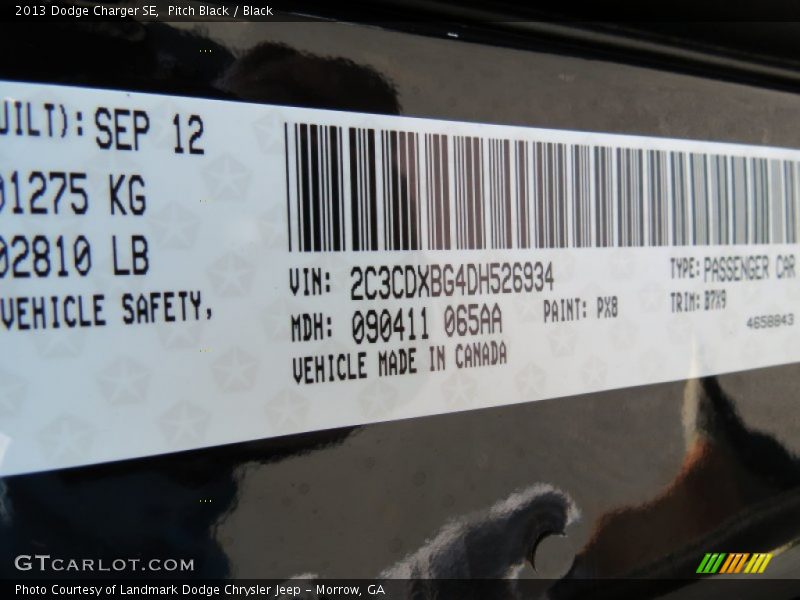 2013 Dodge Charger SE, Pitch Black / Black
UILT): SEP 12
01275 KG
02810 LB
VEHICLE SAFETY,
VIN: 2C3CDXBG4DH526934
TYPE: PASSENGER CAR
MDH: 090411 065AA
PAINT: PX8
TRIM: B7X9
4658843
VEHICLE MADE IN CANADA
GTCARLOT.COM
Photo Courtesy of Landmark Dodge Chrysler Jeep - Morrow, GA